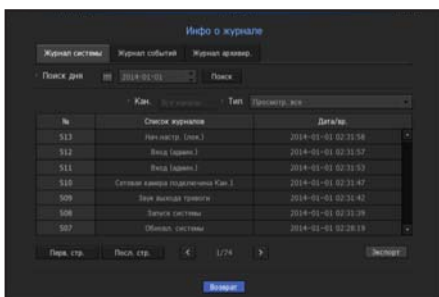 Инфо о журнале
Журнал системы Журнал событий Журнал архивир.
Поиск дня 2014-01-01 Поиск
Кан. Все каналы Тип Просмотр. все
№ Список журналов Дата/вр.
513 Нач.настр. (лок.) 2014-01-01 02:31:58
512 Вход (админ.) 2014-01-01 02:31:57
511 Вход (админ.) 2014-01-01 02:31:53
510 Сетевая камера подключена Кан.1 2014-01-01 02:31:47
509 Звук выхода тревоги 2014-01-01 02:31:42
508 Запуск системы 2014-01-01 02:31:39
507 Обновл. системы 2014-01-01 02:28:19
Перв. стр. Посл. стр. < 1/74 > Экспорт
Возврат